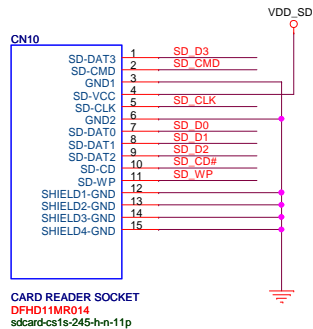 VDD_SD
CN10
SD-DAT3 1 SD_D3
SD-CMD 2 SD_CMD
GND1 3
SD-VCC 4
SD-CLK 5 SD_CLK
GND2 6
SD-DAT0 7 SD_D0
SD-DAT1 8 SD_D1
SD-DAT2 9 SD_D2
SD-CD 10 SD_CD#
SD-WP 11 SD_WP
SHIELD1-GND 12
SHIELD2-GND 13
SHIELD3-GND 14
SHIELD4-GND 15
CARD READER SOCKET
DFHD11MR014
sdcard-cs1s-245-h-n-11p